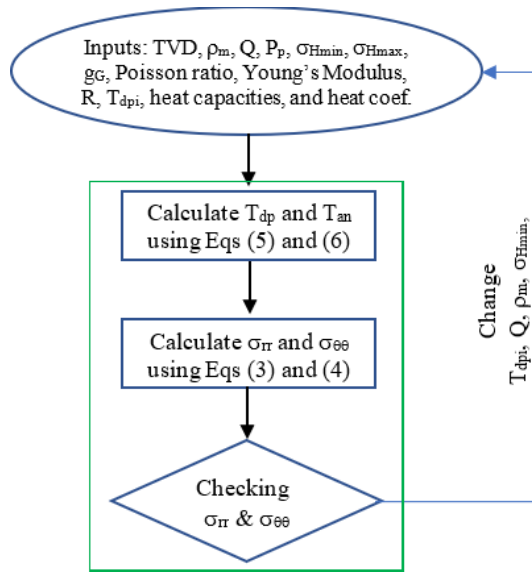 Inputs: TVD, ρm, Q, Pp, σHmin, σHmax,
gG, Poisson ratio, Young's Modulus,
R, Tdpi, heat capacities, and heat coef.
Calculate Tdp and Tan
using Eqs (5) and (6)
Calculate σrr and σθθ
using Eqs (3) and (4)
Checking
σrr & σθθ
Change
Tdpi, Q, ρm, σHmin,